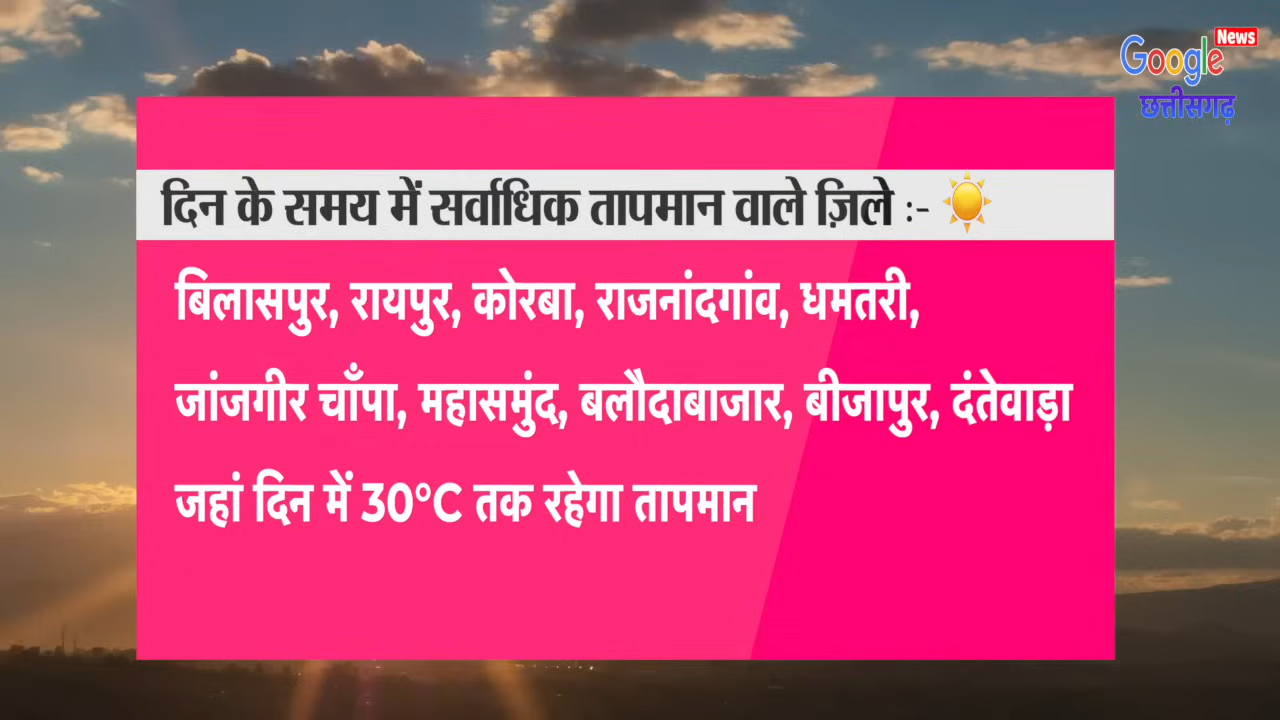 Google News
छत्तीसगढ़
दिन के समय में सर्वाधिक तापमान वाले ज़िले :-
बिलासपुर, रायपुर, कोरबा, राजनांदगांव, धमतरी,
जांजगीर चाँपा, महासमुंद, बलौदाबाजार, बीजापुर, दंतेवाड़ा
जहां दिन में 30°C तक रहेगा तापमान